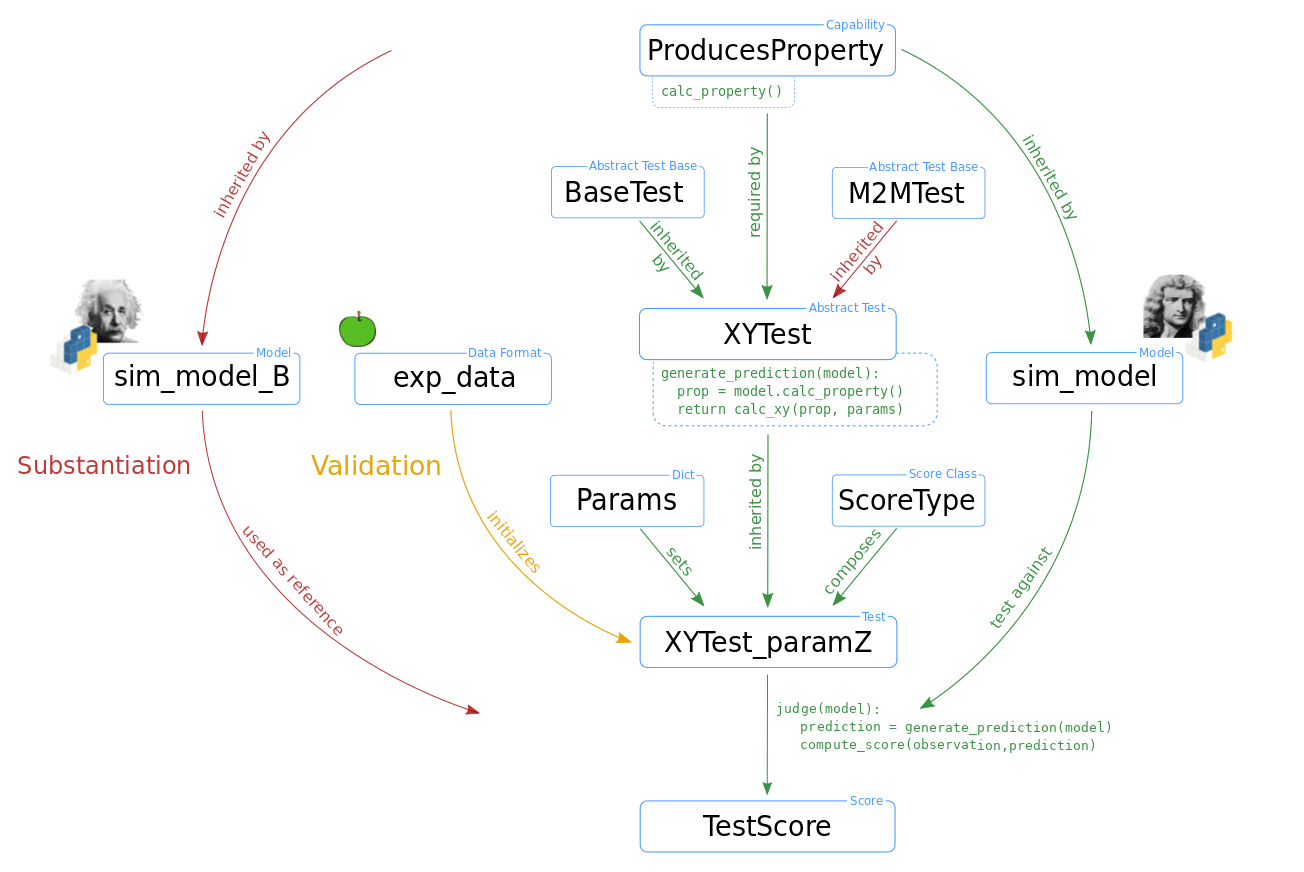 Capability
ProducesProperty
calc_property()
inherited by
required by
inherited by
Abstract Test Base
BaseTest
Abstract Test Base
M2MTest
inherited
by
inherited
by
Abstract Test
XYTest
generate_prediction(model):
prop = model.calc_property()
return calc_xy(prop, params)
Model
sim_model_B
Data Format
exp_data
Model
sim_model
Substantiation
Validation
Dict
Params
inherited by
Score Class
ScoreType
used as reference
initializes
sets
composes
test against
Test
XYTest_paramZ
judge(model):
prediction = generate_prediction(model)
compute_score(observation,prediction)
Score
TestScore